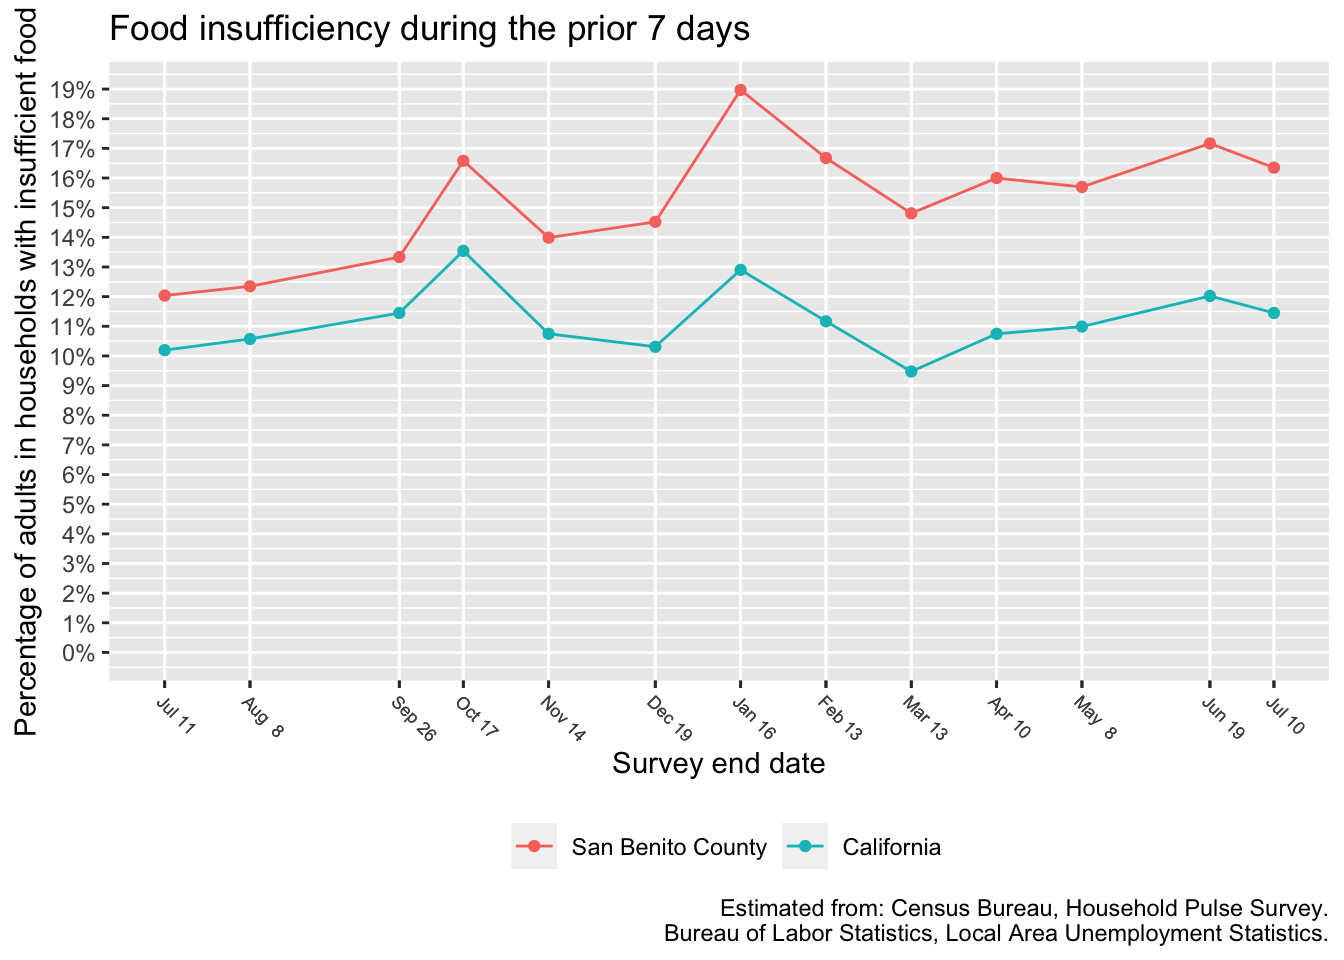 Food insufficiency during the prior 7 days
Percentage of adults in households with insufficient food
19%
18%
17%
16%
15%
14%
13%
12%
11%
10%
9%
8%
7%
6%
5%
4%
3%
2%
1%
0%
Jul 11
Aug 8
Sep 26
Oct 17
Nov 14
Dec 19
Jan 16
Feb 13
Mar 13
Apr 10
May 8
Jun 19
Jul 10
Survey end date
San Benito County
California
Estimated from: Census Bureau, Household Pulse Survey.
Bureau of Labor Statistics, Local Area Unemployment Statistics.